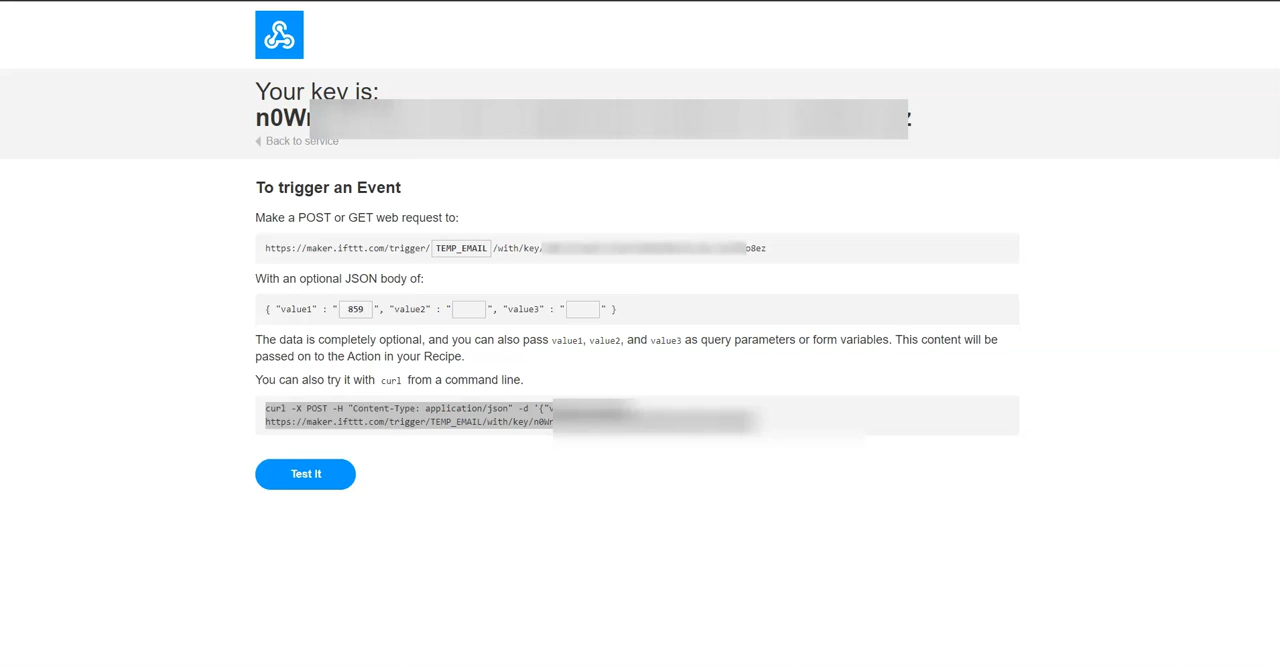 Your key is:
n0Wr
Back to service
To trigger an Event
Make a POST or GET web request to:
https://maker.ifttt.com/trigger/ TEMP_EMAIL /with/key/ o8ez
With an optional JSON body of:
{ "value1" : " 859 ", "value2" : " ", "value3" : " " }
The data is completely optional, and you can also pass value1, value2, and value3 as query parameters or form variables. This content will
be passed on to the Action in your Recipe.
You can also try it with curl from a command line.
curl -X POST -H "Content-Type: application/json" -d '{"v
https://maker.ifttt.com/trigger/TEMP_EMAIL/with/key/n0Wr
Test It